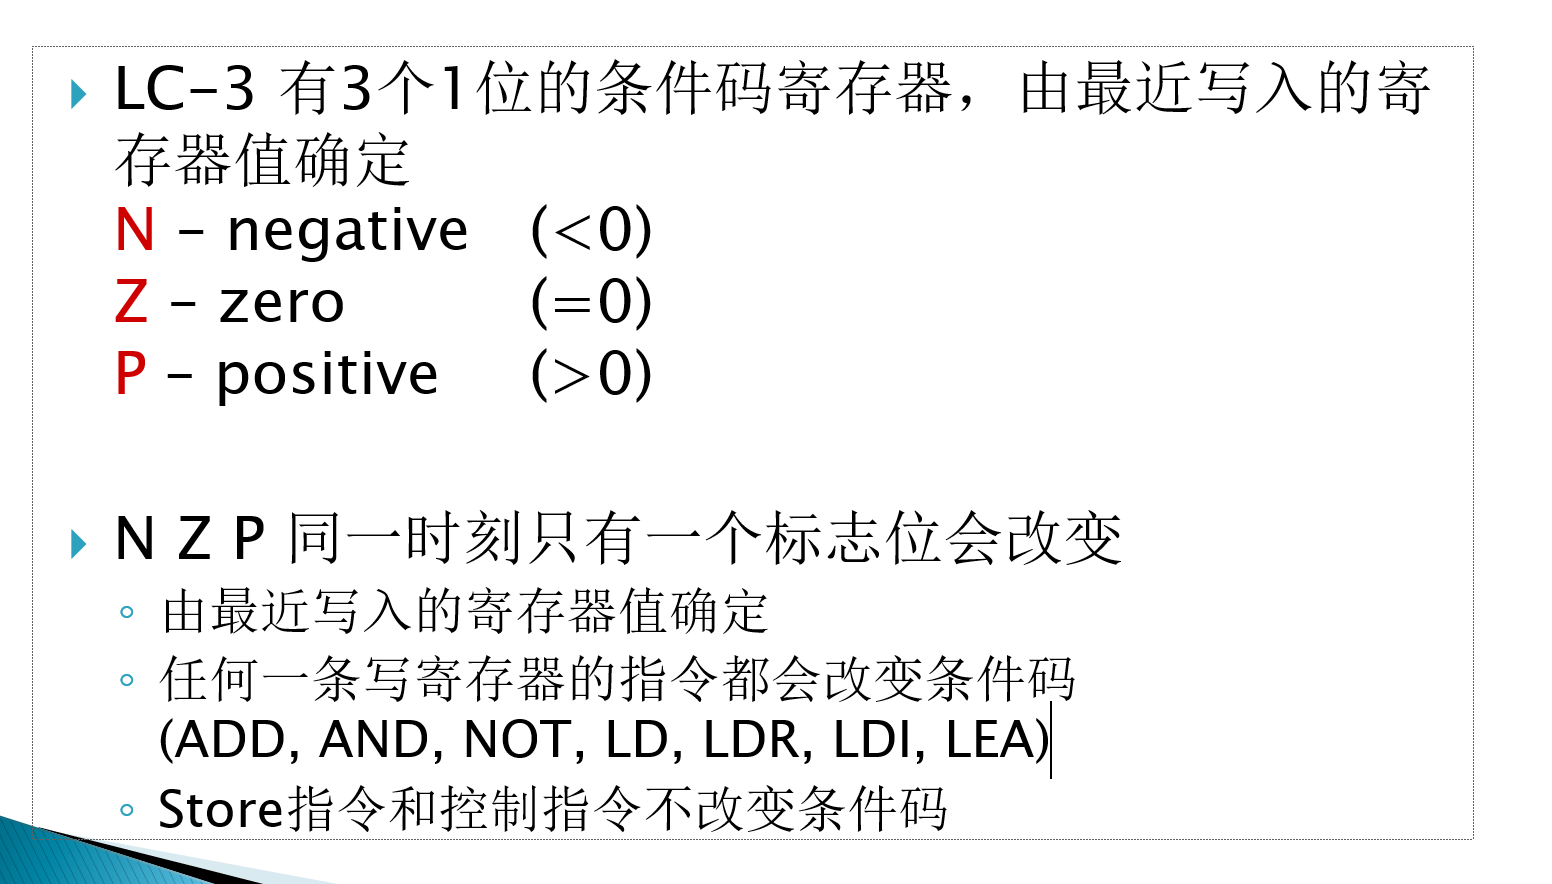 LC-3 有3个1位的条件码寄存器，由最近写入的寄
存器值确定
N - negative (<0)
Z - zero (=0)
P - positive (>0)
N Z P 同一时刻只有一个标志位会改变
由最近写入的寄存器值确定
任何一条写寄存器的指令都会改变条件码
(ADD, AND, NOT, LD, LDR, LDI, LEA)
Store指令和控制指令不改变条件码